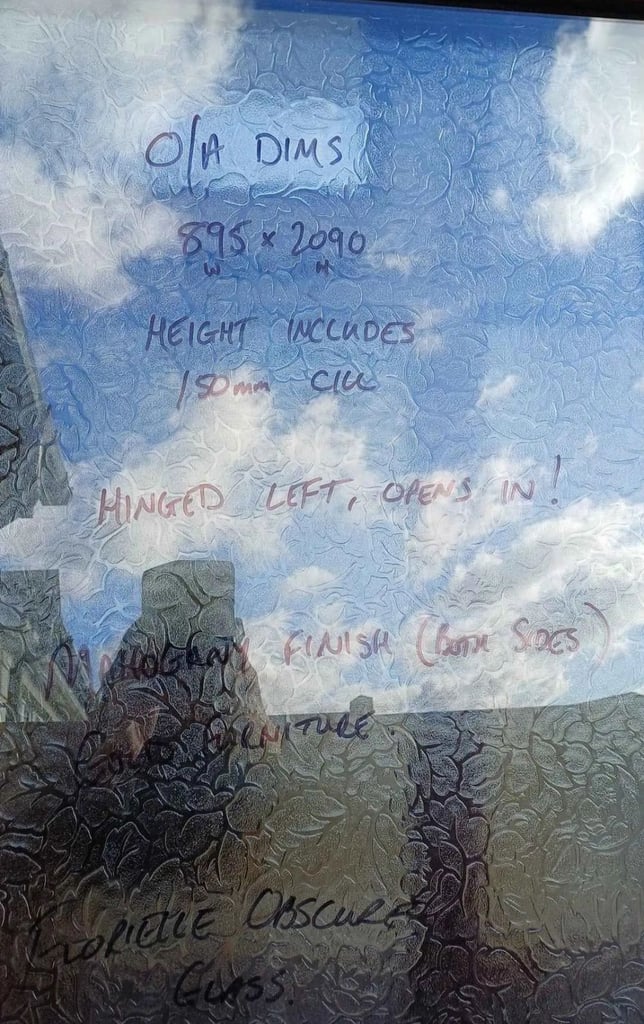 O/A DIMS
895 x 2090
W H
HEIGHT INCLUDES
150mm CILL
HINGED LEFT, OPENS IN!
MAHOGANY FINISH (BOTH SIDES)
GOLD FURNITURE.
FLORIELLE OBSCURE
GLASS.